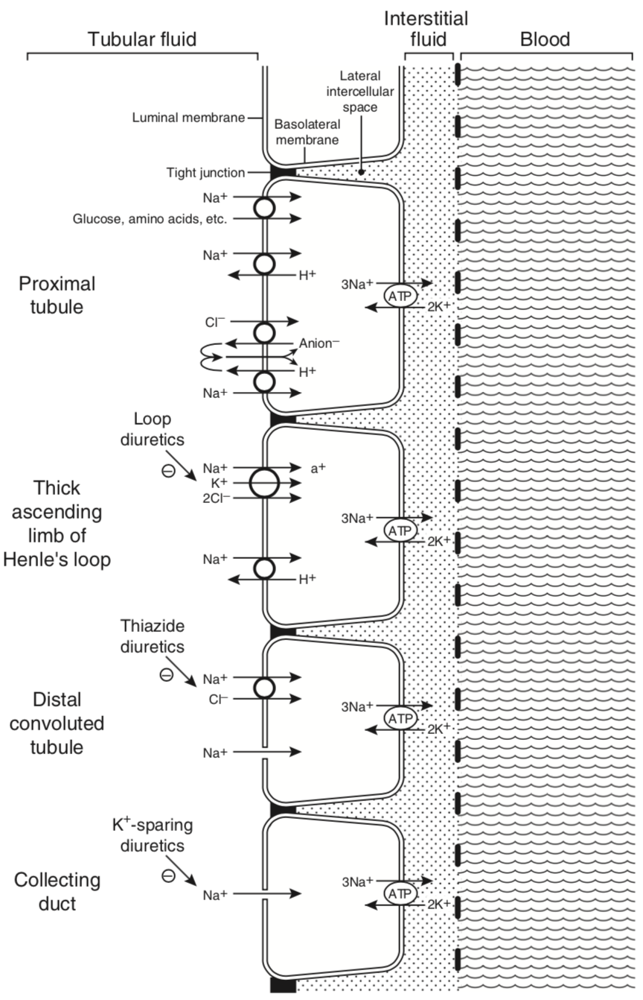 Tubular fluid
Interstitial
fluid
Blood
Luminal membrane
Basolateral
membrane
Lateral
intercellular
space
Tight junction
Proximal
tubule
Na+
Glucose, amino acids, etc.
Na+
H+
Cl–
Anion–
H+
Na+
3Na+
ATP
2K+
Thick
ascending
limb of
Henle's loop
Loop
diuretics
Na+
a+
K+
2Cl–
Na+
H+
3Na+
ATP
2K+
Distal
convoluted
tubule
Thiazide
diuretics
Na+
Cl–
Na+
3Na+
ATP
2K+
Collecting
duct
K+-sparing
diuretics
Na+
3Na+
ATP
2K+